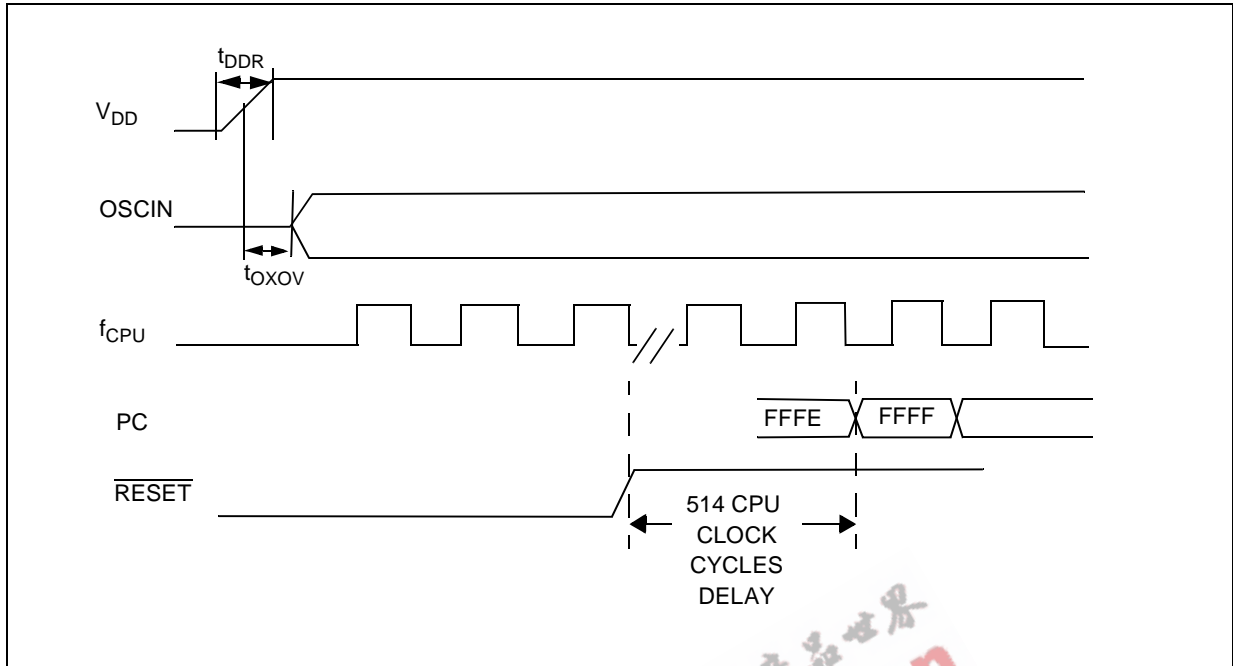 tDDR
VDD
OSCIN
tOXOV
fCPU
PC
FFFE
FFFF
RESET
514 CPU
CLOCK
CYCLES
DELAY